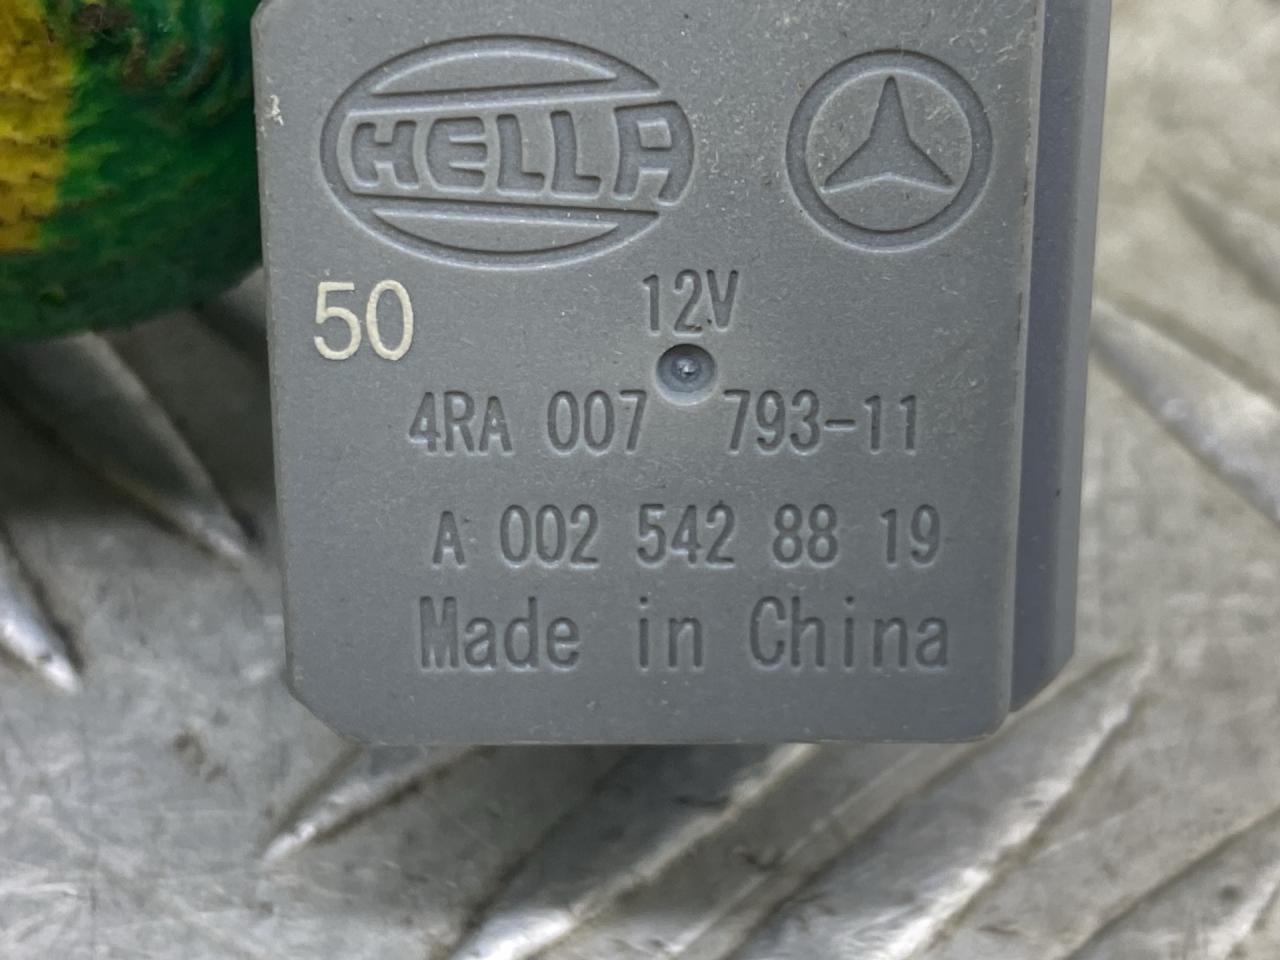 HELLA
12V
50
4RA 007 793-11
A 002 542 88 19
Made in China